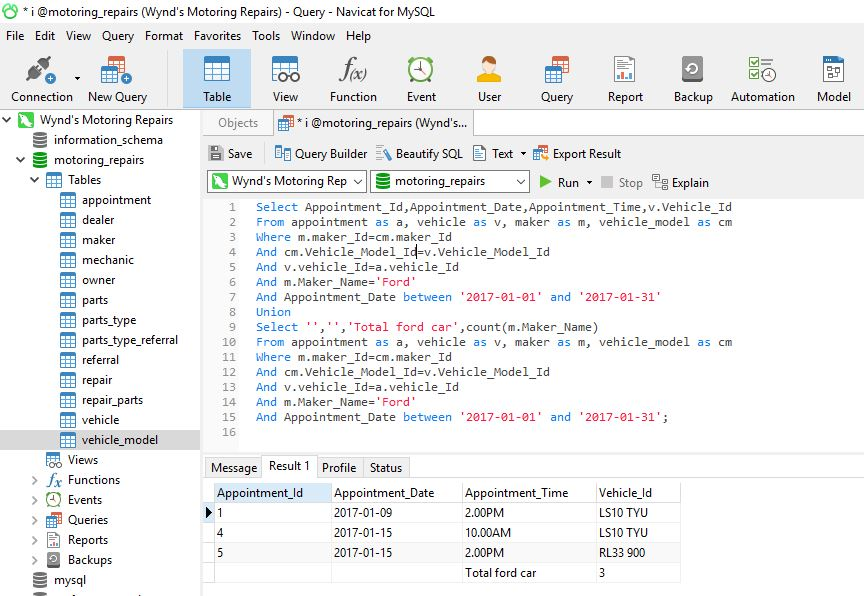 * i @motoring_repairs (Wynd's Motoring Repairs) - Query - Navicat for MySQL
File Edit View Query Format Favorites Tools Window Help
Connection New Query Table View Function Event User Query Report Backup Automation Model
f(x)
Wynd's Motoring Repairs
information_schema
motoring_repairs
Tables
appointment
dealer
maker
mechanic
owner
parts
parts_type
parts_type_referral
referral
repair
repair_parts
vehicle
vehicle_model
Views
fx Functions
Events
Queries
Reports
Backups
mysql
Objects * i @motoring_repairs (Wynd's...
Save Query Builder Beautify SQL Text Export Result
Wynd's Motoring Rep motoring_repairs Run Stop Explain
1 Select Appointment_Id,Appointment_Date,Appointment_Time,v.Vehicle_Id
2 From appointment as a, vehicle as v, maker as m, vehicle_model as cm
3 Where m.maker_Id=cm.maker_Id
4 And cm.Vehicle_Model_Id=v.Vehicle_Model_Id
5 And v.vehicle_Id=a.vehicle_Id
6 And m.Maker_Name='Ford'
7 And Appointment_Date between '2017-01-01' and '2017-01-31'
8 Union
9 Select '','','Total ford car',count(m.Maker_Name)
10 From appointment as a, vehicle as v, maker as m, vehicle_model as cm
11 Where m.maker_Id=cm.maker_Id
12 And cm.Vehicle_Model_Id=v.Vehicle_Model_Id
13 And v.vehicle_Id=a.vehicle_Id
14 And m.Maker_Name='Ford'
15 And Appointment_Date between '2017-01-01' and '2017-01-31';
16
Message Result 1 Profile Status
Appointment_Id Appointment_Date Appointment_Time Vehicle_Id
1 2017-01-09 2.00PM LS10 TYU
4 2017-01-15 10.00AM LS10 TYU
5 2017-01-15 2.00PM RL33 900
Total ford car 3